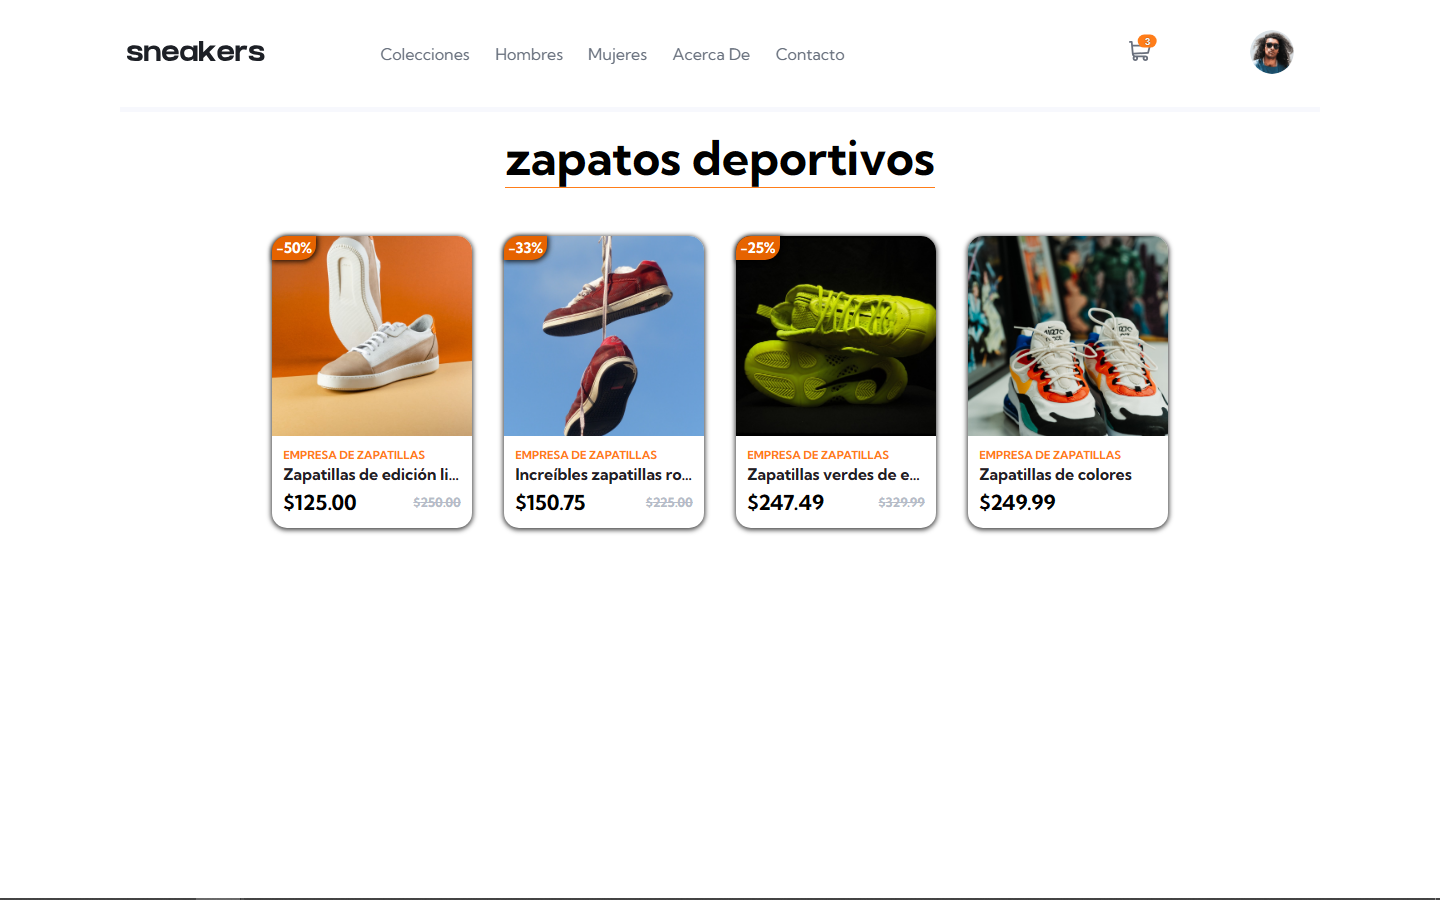 sneakers
Colecciones Hombres Mujeres Acerca De Contacto
3
zapatos deportivos
-50%
EMPRESA DE ZAPATILLAS
Zapatillas de edición li...
$125.00 $250.00
-33%
EMPRESA DE ZAPATILLAS
Increíbles zapatillas ro...
$150.75 $225.00
-25%
EMPRESA DE ZAPATILLAS
Zapatillas verdes de e...
$247.49 $329.99
EMPRESA DE ZAPATILLAS
Zapatillas de colores
$249.99